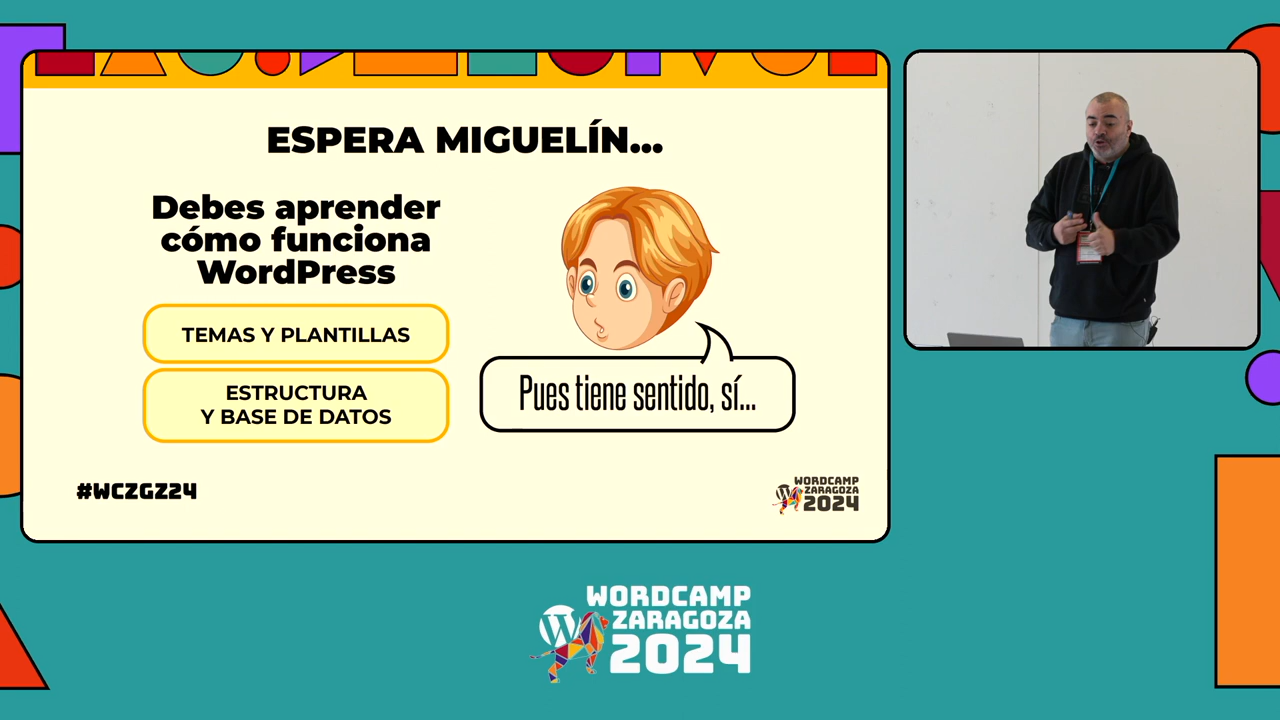 ESPERA MIGUELÍN...
Debes aprender
cómo funciona
WordPress
TEMAS Y PLANTILLAS
ESTRUCTURA
Y BASE DE DATOS
Pues tiene sentido, sí...
#WCZGZ24
WORDCAMP
ZARAGOZA
2024
WORDCAMP
ZARAGOZA
2024